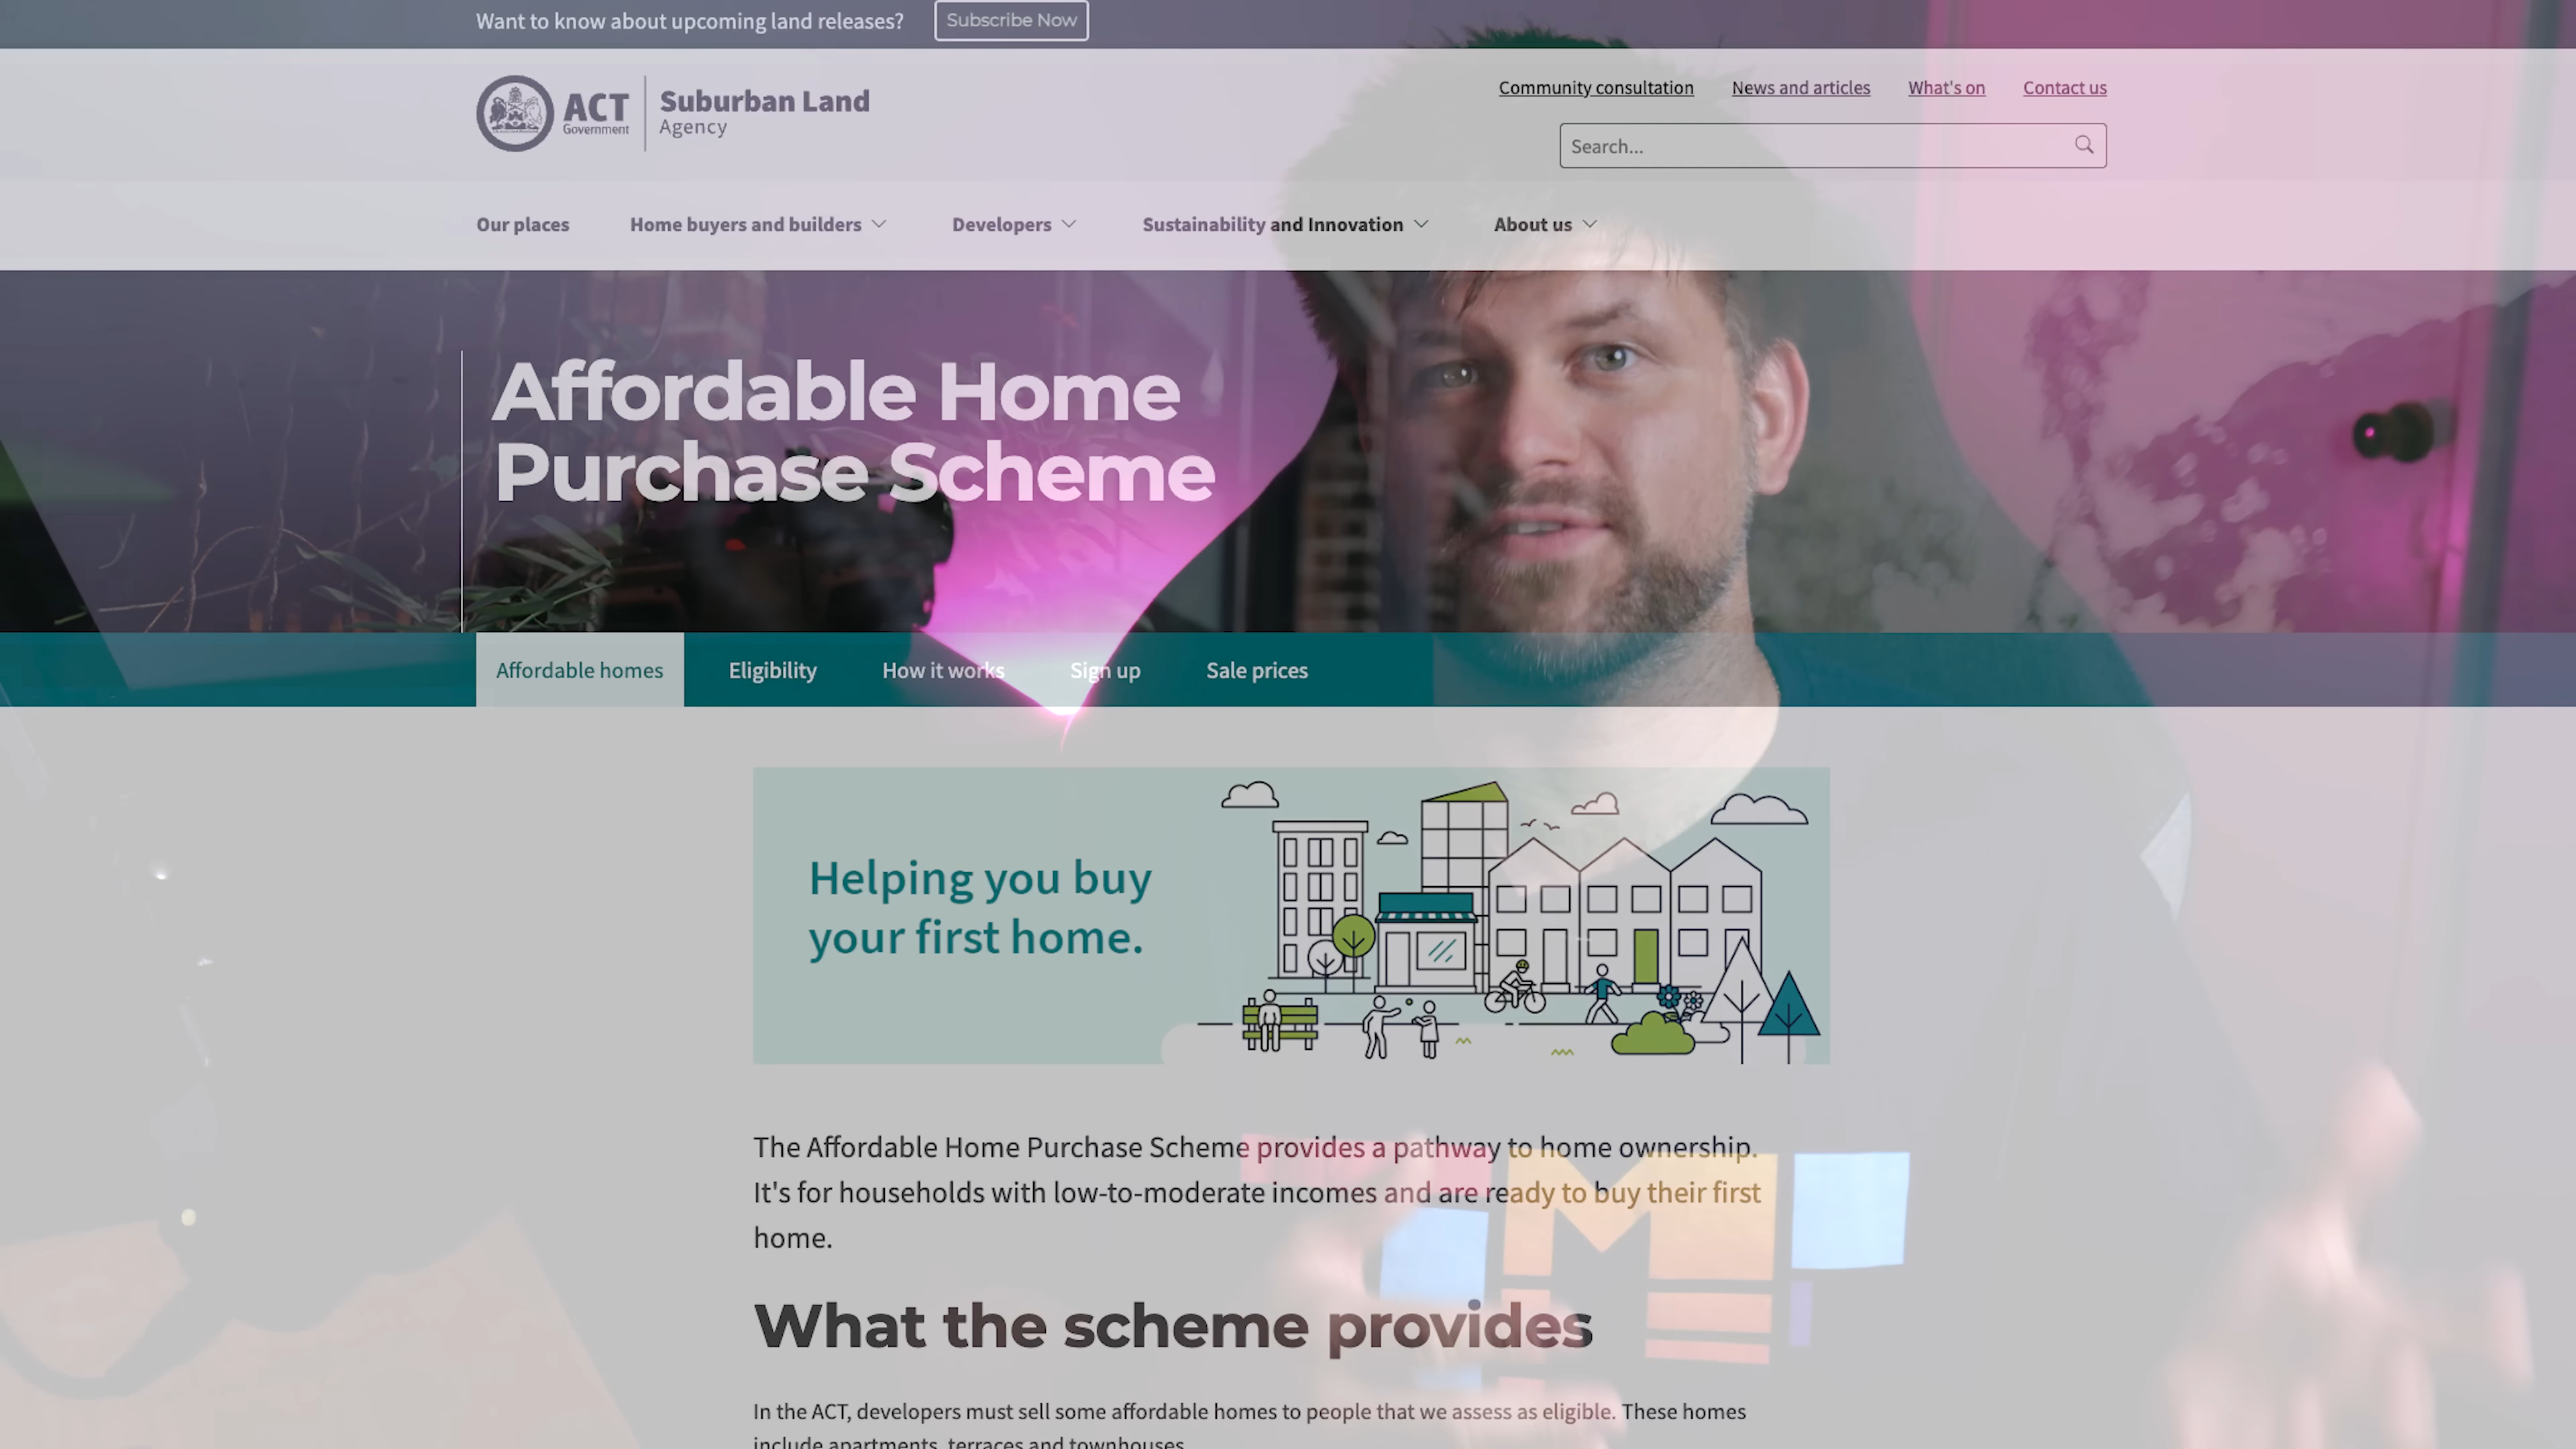 Want to know about upcoming land releases? Subscribe Now
ACT
Government
Suburban Land
Agency
Community consultation News and articles What's on Contact us
Search...
Our places Home buyers and builders Developers Sustainability and Innovation About us
Affordable Home
Purchase Scheme
Affordable homes Eligibility How it works Sign up Sale prices
Helping you buy
your first home.
The Affordable Home Purchase Scheme provides a pathway to home ownership.
It's for households with low-to-moderate incomes and are ready to buy their first
home.
What the scheme provides
In the ACT, developers must sell some affordable homes to people that we assess as eligible. These homes
include apartments, terraces and townhouses.